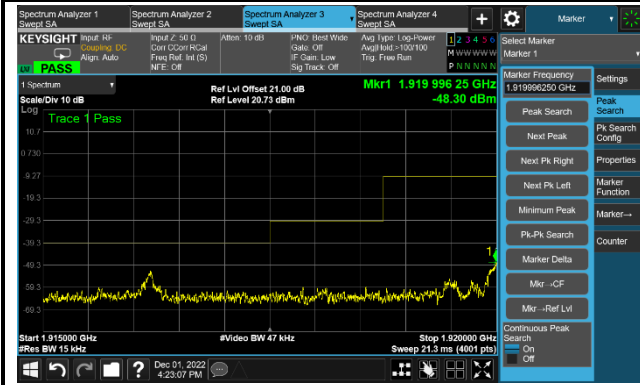 Spectrum Analyzer 1
Swept SA
Spectrum Analyzer 2
Swept SA
Spectrum Analyzer 3
Swept SA
Spectrum Analyzer 4
Swept SA
+
Marker
KEYSIGHT
Input: RF
Coupling: DC
Align: Auto
LXI
PASS
Input Z: 50 Ω
Corr CCorr RCal
Freq Ref: Int (S)
NFE: Off
Atten: 10 dB
PNO: Best Wide
Gate: Off
IF Gain: Low
Sig Track: Off
Avg Type: Log-Power
Avg|Hold:>100/100
Trig: Free Run
1 2 3 4 5 6
M W W W W W
P N N N N N
Select Marker
Marker 1
1 Spectrum
Scale/Div 10 dB
Log
Ref Lvl Offset 21.00 dB
Ref Level 20.73 dBm
Mkr1 1.919 996 25 GHz
-48.30 dBm
Trace 1 Pass
10.7
0.730
-9.27
-19.3
-29.3
-39.3
-49.3
-59.3
-69.3
1
Start 1.915000 GHz
#Res BW 15 kHz
#Video BW 47 kHz
Stop 1.920000 GHz
Sweep 21.3 ms (4001 pts)
Marker Frequency
1.919996250 GHz
Peak Search
Next Peak
Next Pk Right
Next Pk Left
Minimum Peak
Pk-Pk Search
Marker Delta
Mkr→CF
Mkr→Ref Lvl
Continuous Peak
Search
On
Off
Settings
Peak
Search
Pk Search
Config
Properties
Marker
Function
Marker→
Counter
?
Dec 01, 2022
4:23:07 PM